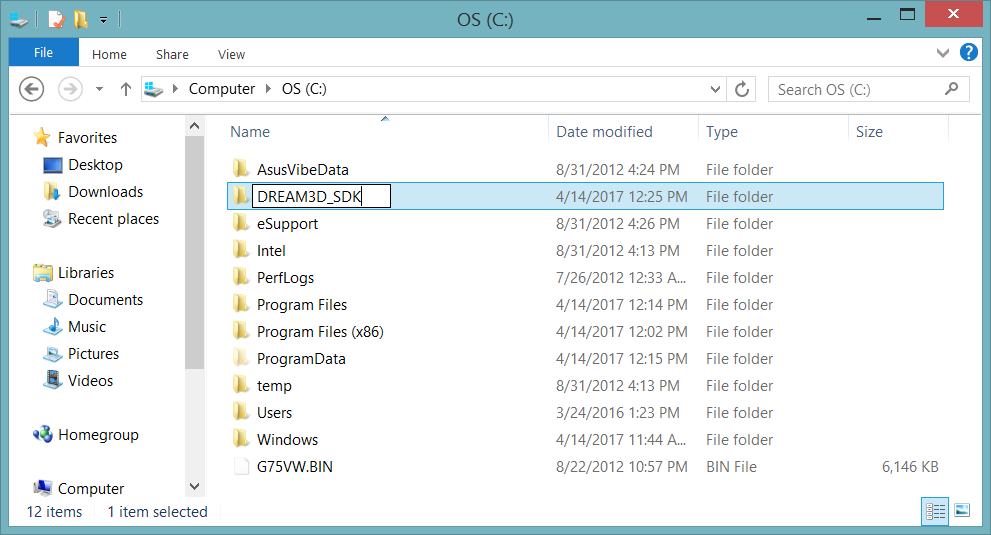 OS (C:)
File Home Share View
Computer OS (C:) Search OS (C:)
Name Date modified Type Size
Favorites
Desktop
Downloads
Recent places
Libraries
Documents
Music
Pictures
Videos
Homegroup
Computer
AsusVibeData 8/31/2012 4:24 PM File folder
DREAM3D_SDK 4/14/2017 12:25 PM File folder
eSupport 8/31/2012 4:26 PM File folder
Intel 8/31/2012 4:13 PM File folder
PerfLogs 7/26/2012 12:33 A... File folder
Program Files 4/14/2017 12:14 PM File folder
Program Files (x86) 4/14/2017 12:02 PM File folder
ProgramData 4/14/2017 12:15 PM File folder
temp 8/31/2012 4:13 PM File folder
Users 3/24/2016 1:23 PM File folder
Windows 4/14/2017 11:44 A... File folder
G75VW.BIN 8/22/2012 10:57 PM BIN File 6,146 KB
12 items 1 item selected